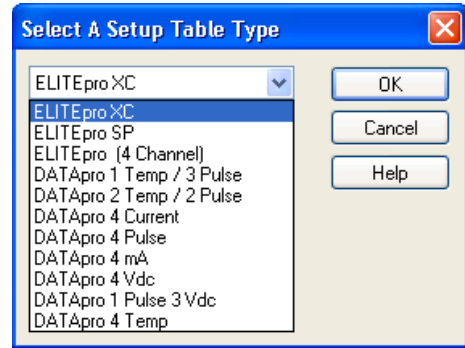 Select A Setup Table Type
ELITEpro XC
OK
ELITEpro XC
ELITEpro SP
Cancel
ELITEpro (4 Channel)
DATApro 1 Temp / 3 Pulse
Help
DATApro 2 Temp / 2 Pulse
DATApro 4 Current
DATApro 4 Pulse
DATApro 4 mA
DATApro 4 Vdc
DATApro 1 Pulse 3 Vdc
DATApro 4 Temp